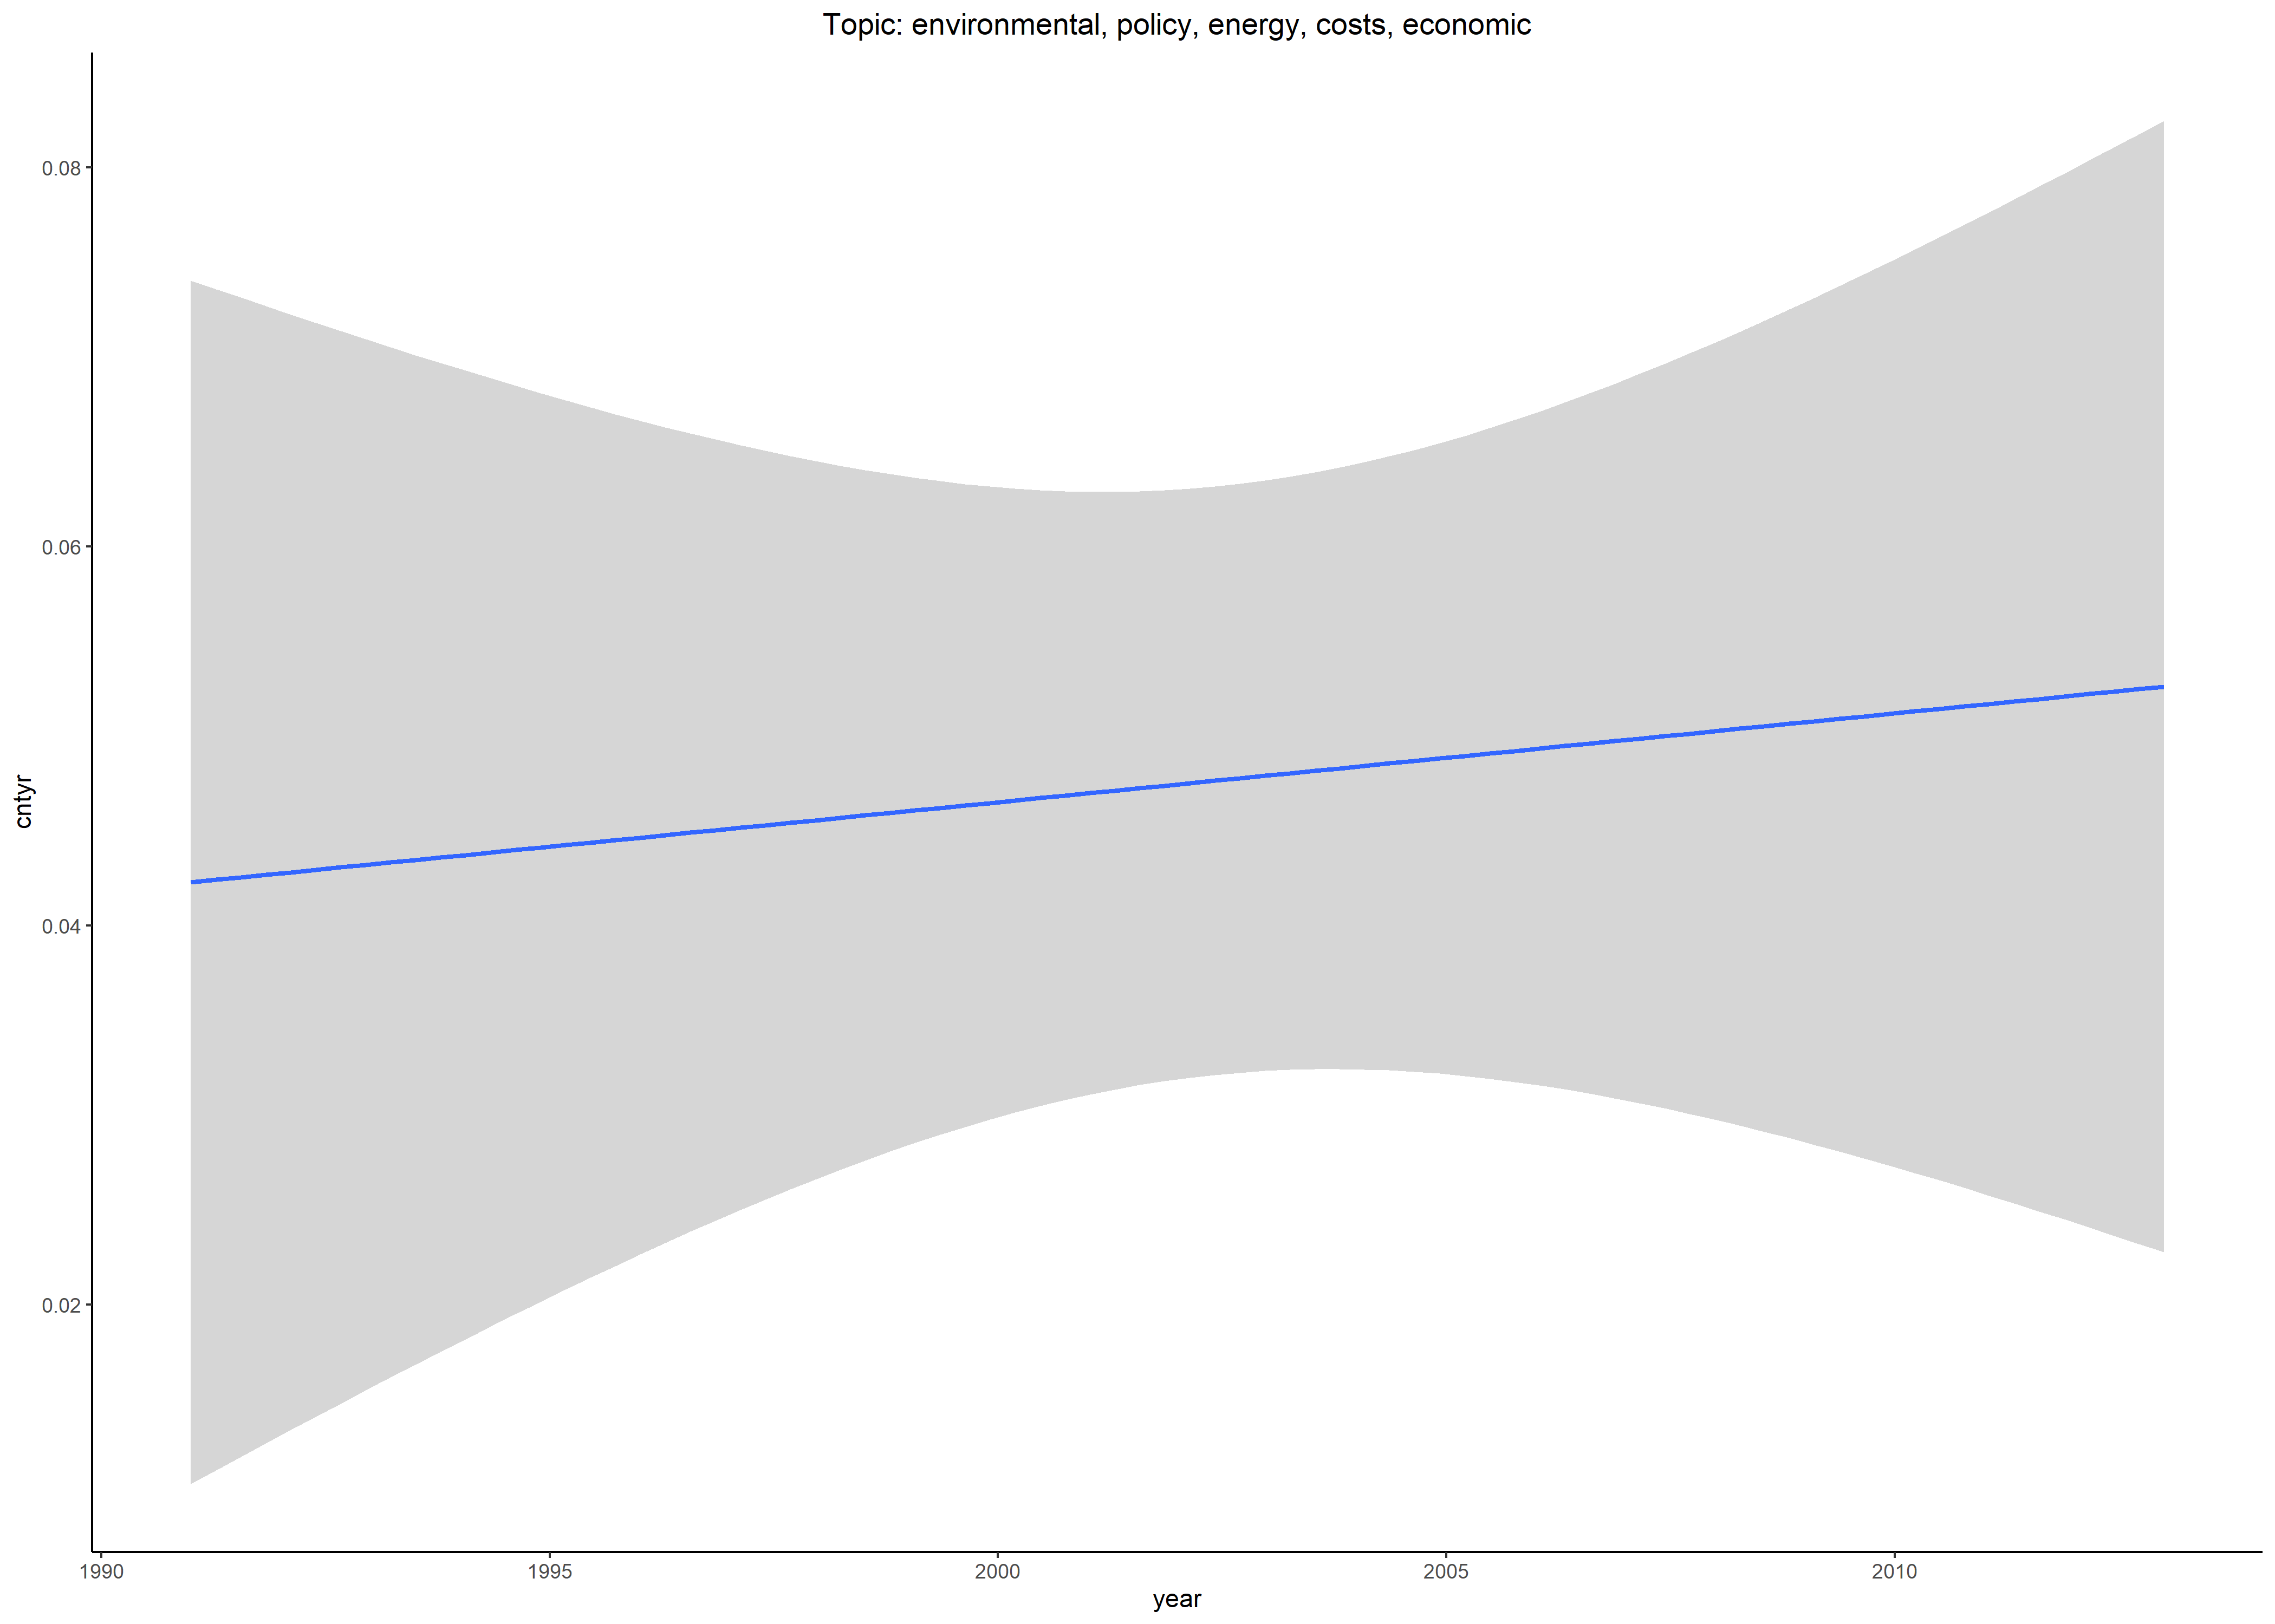 Topic: environmental, policy, energy, costs, economic
0.08
0.06
0.04
0.02
cntyr
1990 1995 2000 2005 2010
year